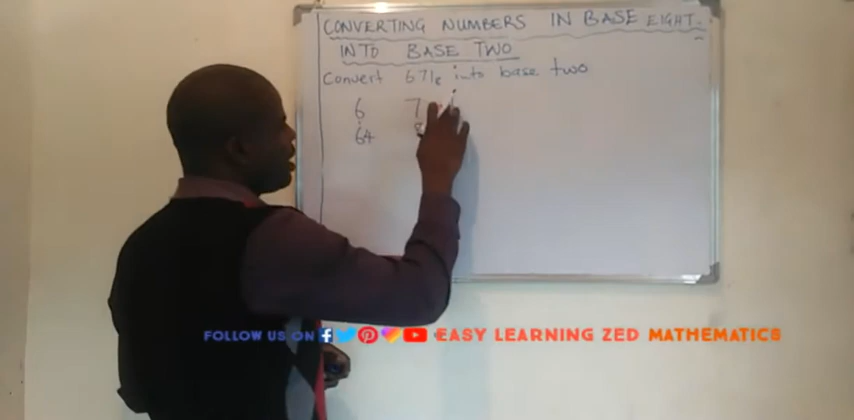 CONVERTING NUMBERS IN BASE EIGHT
INTO BASE TWO
Convert 671₈ into base two
6 7
64 8
FOLLOW US ON EASY LEARNING ZED MATHEMATICS